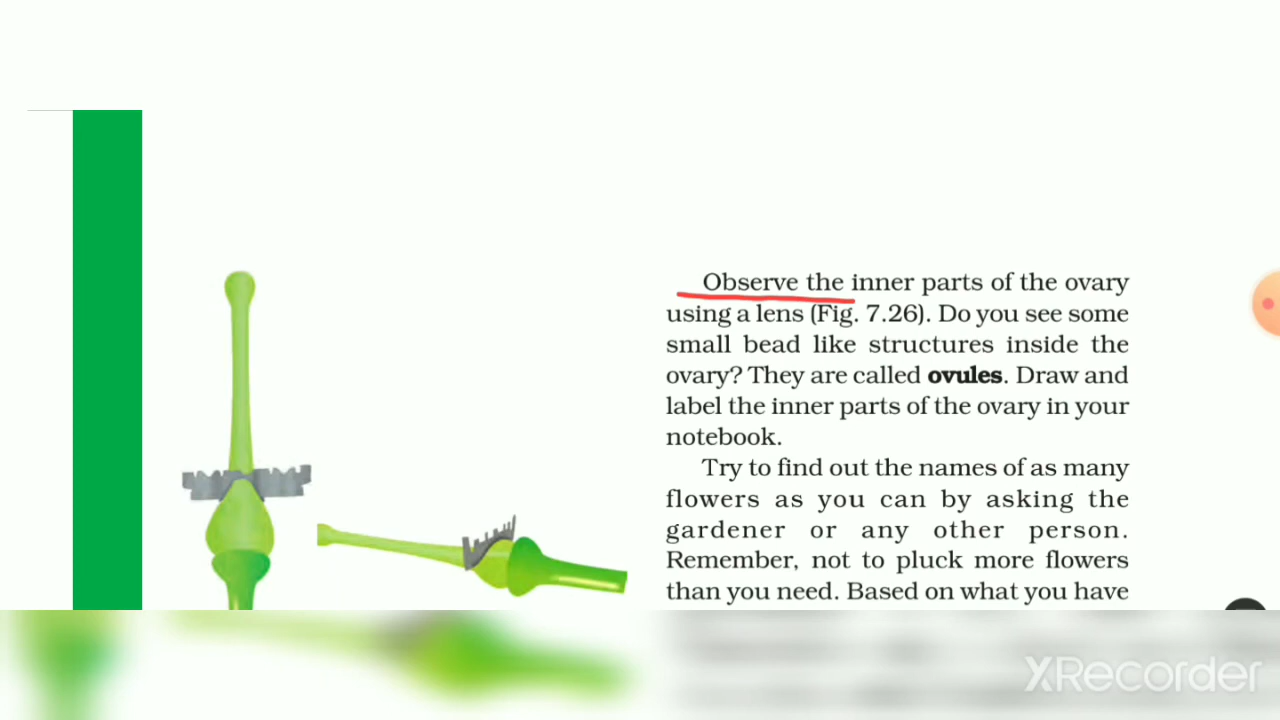 Observe the inner parts of the ovary
using a lens (Fig. 7.26). Do you see some
small bead like structures inside the
ovary? They are called ovules. Draw and
label the inner parts of the ovary in your
notebook.
Try to find out the names of as many
flowers as you can by asking the
gardener or any other person.
Remember, not to pluck more flowers
than you need. Based on what you have
XRecorder